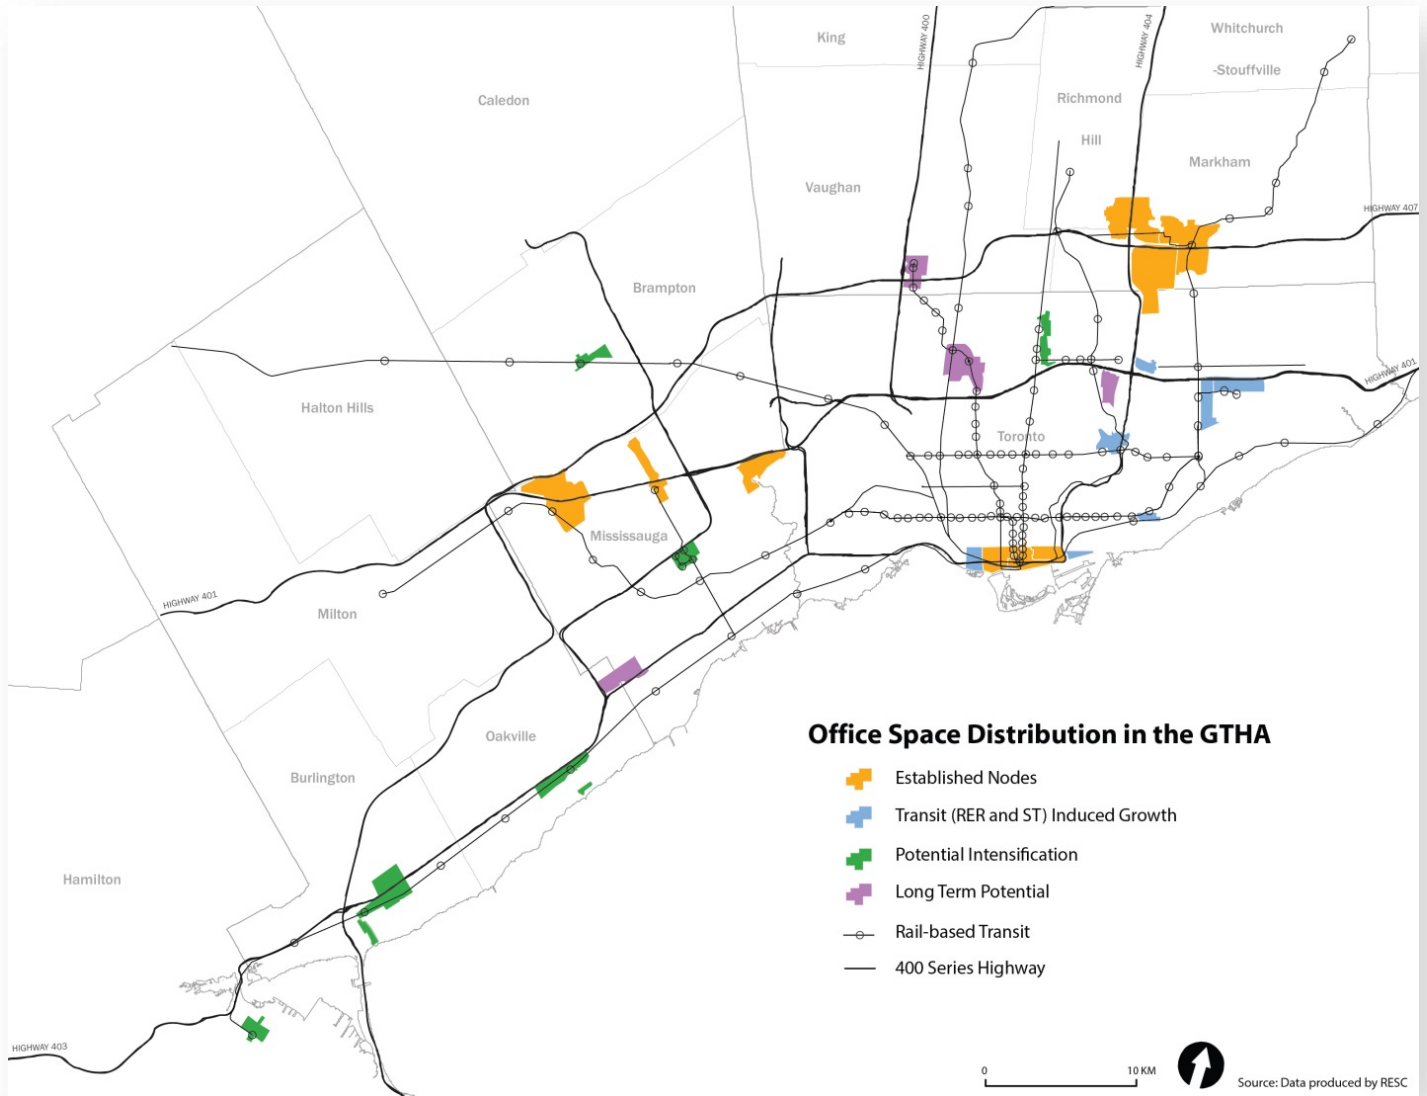 King
HIGHWAY 400
HIGHWAY 404
Whitchurch
-Stouffville
Caledon
Richmond
Hill
Markham
Vaughan
HIGHWAY 407
Brampton
HIGHWAY 401
Halton Hills
Toronto
Mississauga
HIGHWAY 401
Milton
Oakville
Burlington
Hamilton
HIGHWAY 403
Office Space Distribution in the GTHA
Established Nodes
Transit (RER and ST) Induced Growth
Potential Intensification
Long Term Potential
Rail-based Transit
400 Series Highway
0 10 KM
Source: Data produced by RESC